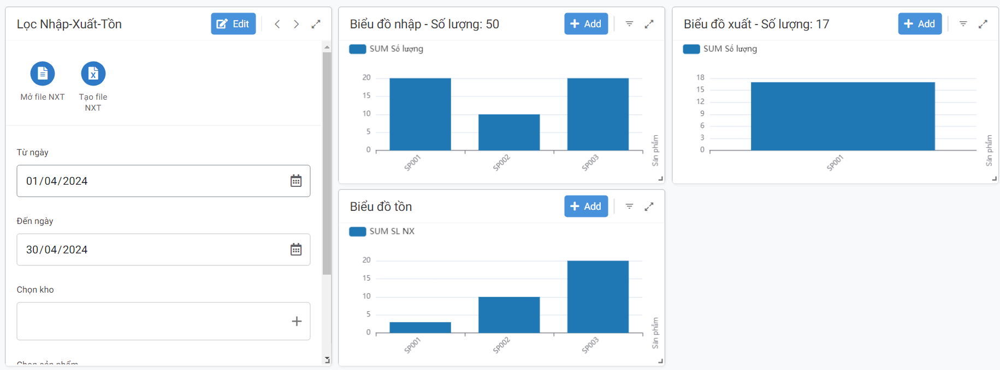 Lọc Nhập-Xuất-Tồn
Edit
Mở file NXT
Tạo file
NXT
Từ ngày
01/04/2024
Đến ngày
30/04/2024
Chọn kho
Chọn sản phẩm
Biểu đồ nhập - Số lượng: 50
Add
SUM Số lượng
20
15
10
5
0
SP001
SP002
SP003
Sản phẩm
Biểu đồ xuất - Số lượng: 17
Add
SUM Số lượng
18
15
12
9
6
3
0
SP001
Sản phẩm
Biểu đồ tồn
Add
SUM SL NX
20
15
10
5
0
SP001
SP002
SP003
Sản phẩm